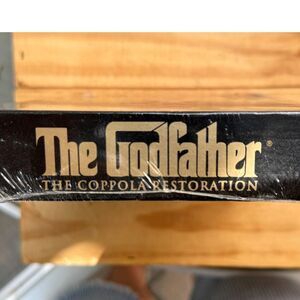 The Godfather®
THE COPPOLA RESTORATION